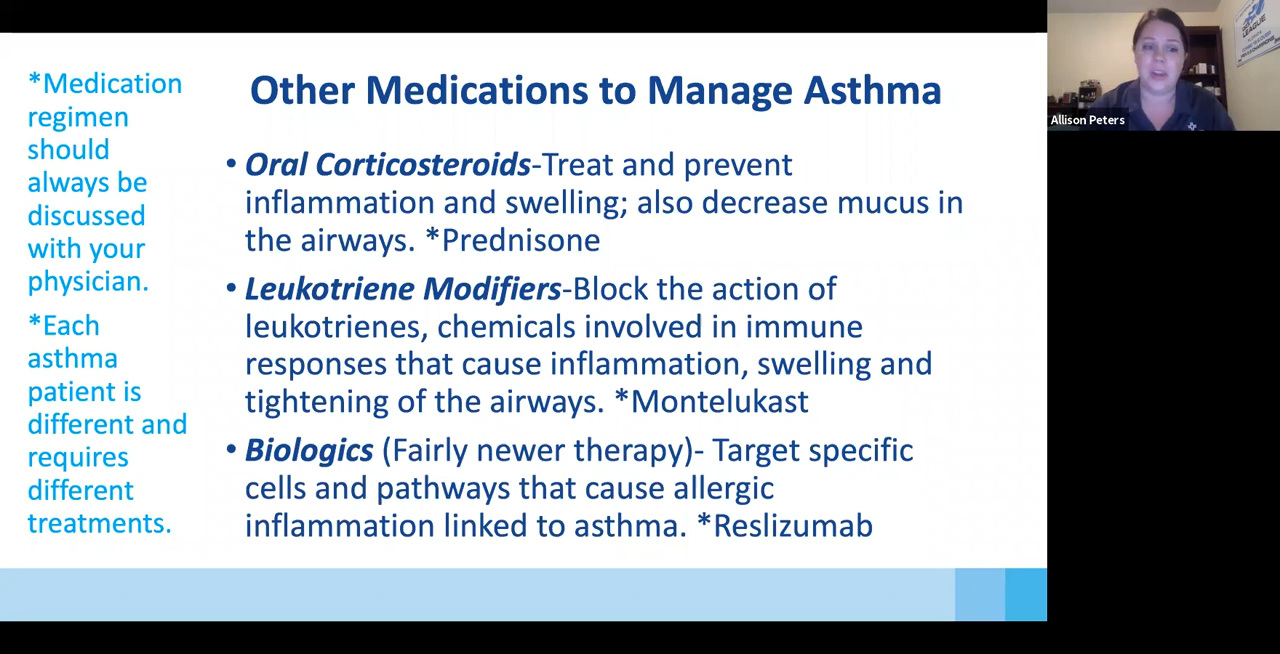 *Medication
regimen
should
always be
discussed
with your
physician.
*Each
asthma
patient is
different and
requires
different
treatments.
Other Medications to Manage Asthma
• Oral Corticosteroids-Treat and prevent
inflammation and swelling; also decrease mucus in
the airways. *Prednisone
• Leukotriene Modifiers-Block the action of
leukotrienes, chemicals involved in immune
responses that cause inflammation, swelling and
tightening of the airways. *Montelukast
• Biologics (Fairly newer therapy)- Target specific
cells and pathways that cause allergic
inflammation linked to asthma. *Reslizumab
LEAGUE
Allison Peters